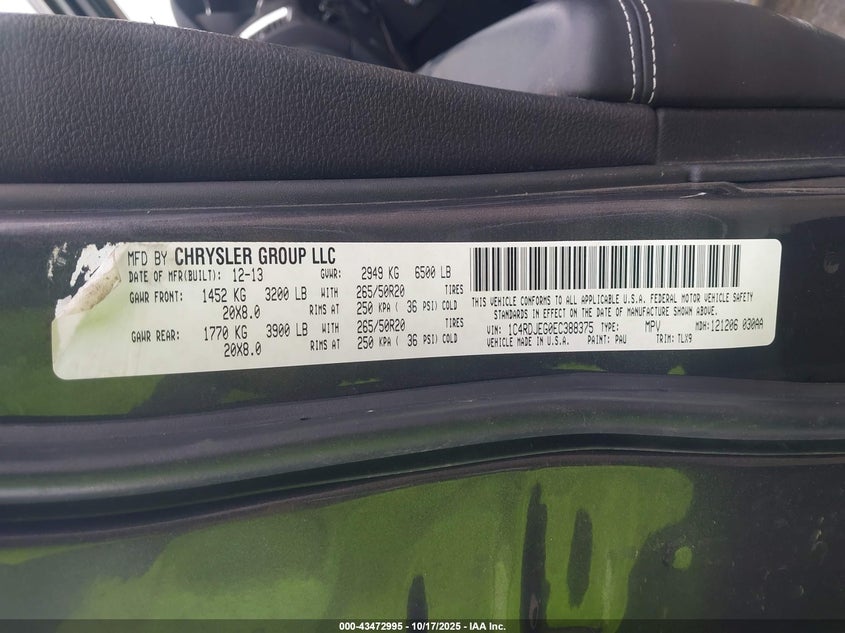 MFD BY CHRYSLER GROUP LLC
DATE OF MFR(BUILT): 12-13 GVWR: 2949 KG 6500 LB
GAWR FRONT: 1452 KG 3200 LB WITH 265/50R20 TIRES
20X8.0 RIMS AT 250 KPA ( 36 PSI) COLD
GAWR REAR: 1770 KG 3900 LB WITH 265/50R20 TIRES
20X8.0 RIMS AT 250 KPA ( 36 PSI) COLD
THIS VEHICLE CONFORMS TO ALL APPLICABLE U.S.A. FEDERAL MOTOR VEHICLE SAFETY
STANDARDS IN EFFECT ON THE DATE OF MANUFACTURE SHOWN ABOVE.
VIN: 1C4RDJEG0EC388375 TYPE: MPV MDH: 121206 030AA
VEHICLE MADE IN U.S.A. PAINT: PAU TRIM: TLX9
000-43472995 - 10/17/2025 - IAA Inc.